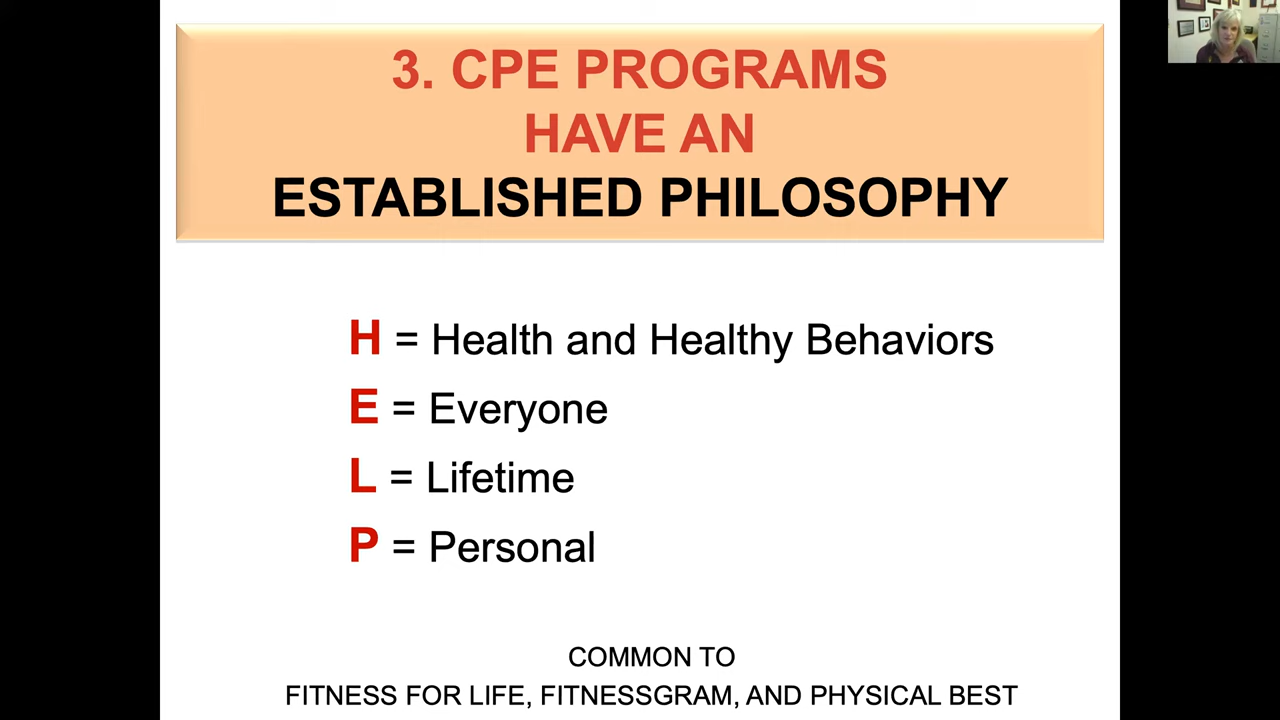 3. CPE PROGRAMS
HAVE AN
ESTABLISHED PHILOSOPHY
H = Health and Healthy Behaviors
E = Everyone
L = Lifetime
P = Personal
COMMON TO
FITNESS FOR LIFE, FITNESSGRAM, AND PHYSICAL BEST